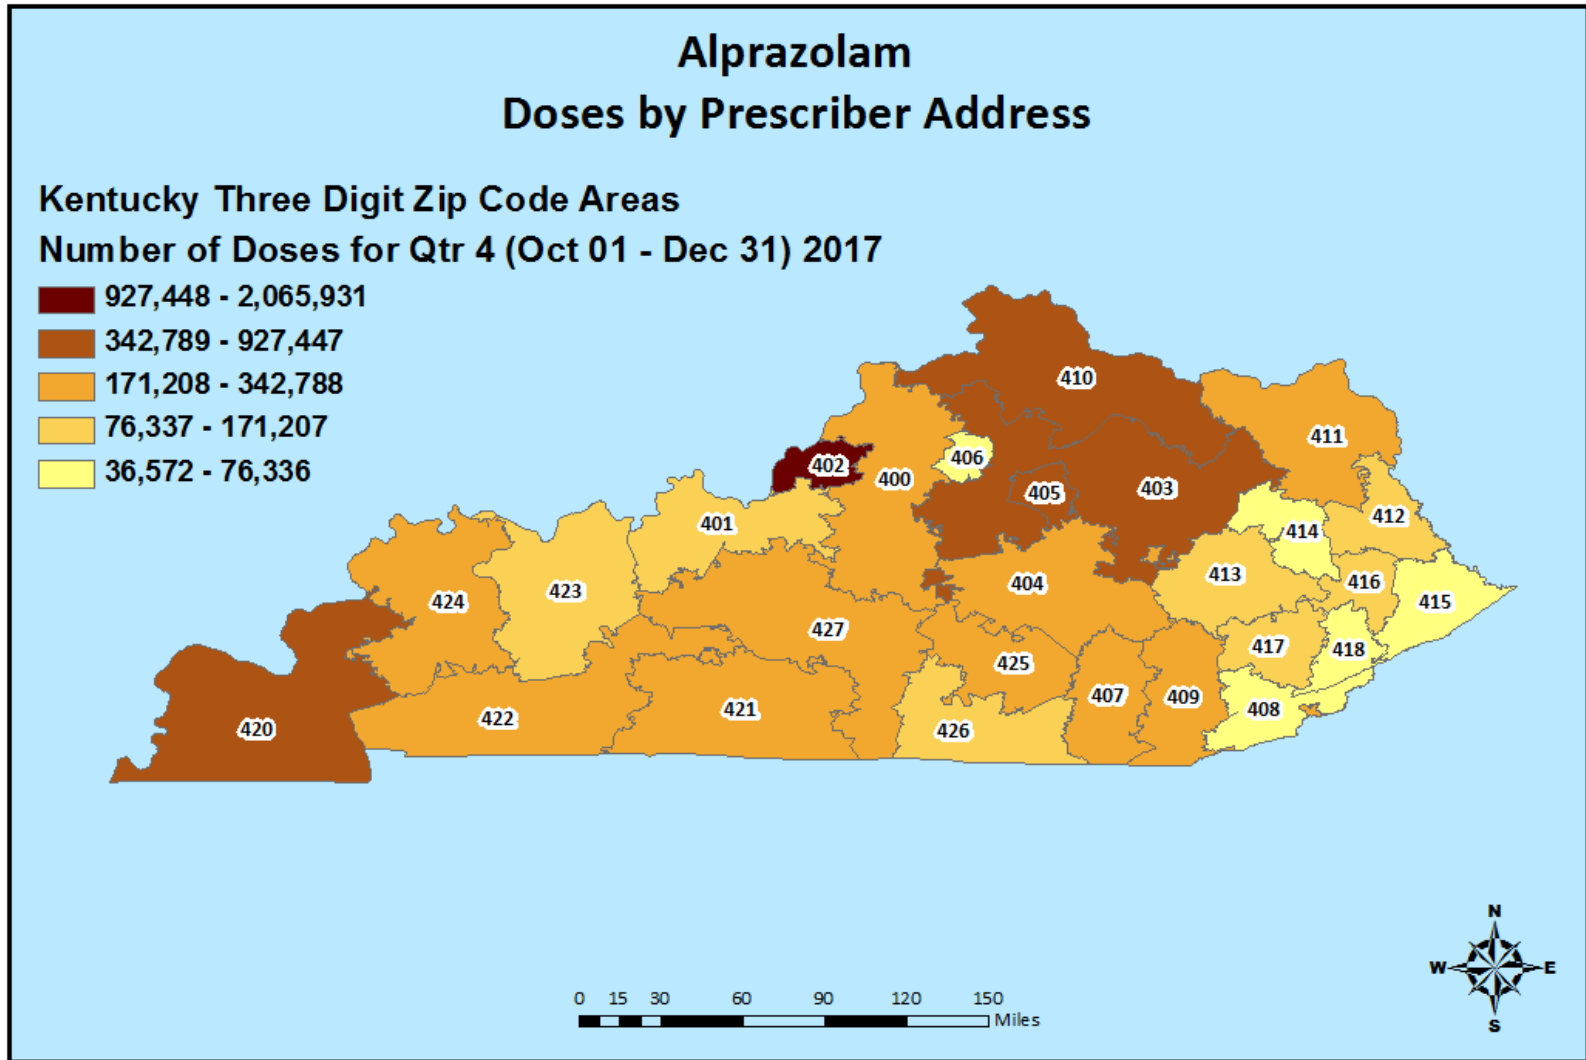 Alprazolam
Doses by Prescriber Address
Kentucky Three Digit Zip Code Areas
Number of Doses for Qtr 4 (Oct 01 - Dec 31) 2017
927,448 - 2,065,931
342,789 - 927,447
171,208 - 342,788
76,337 - 171,207
36,572 - 76,336
410
411
406
402
400
405
403
412
401
414
413
404
416
423
424
415
427
417
418
425
407
409
408
421
422
420
426
N
W E
S
0 15 30 60 90 120 150
Miles